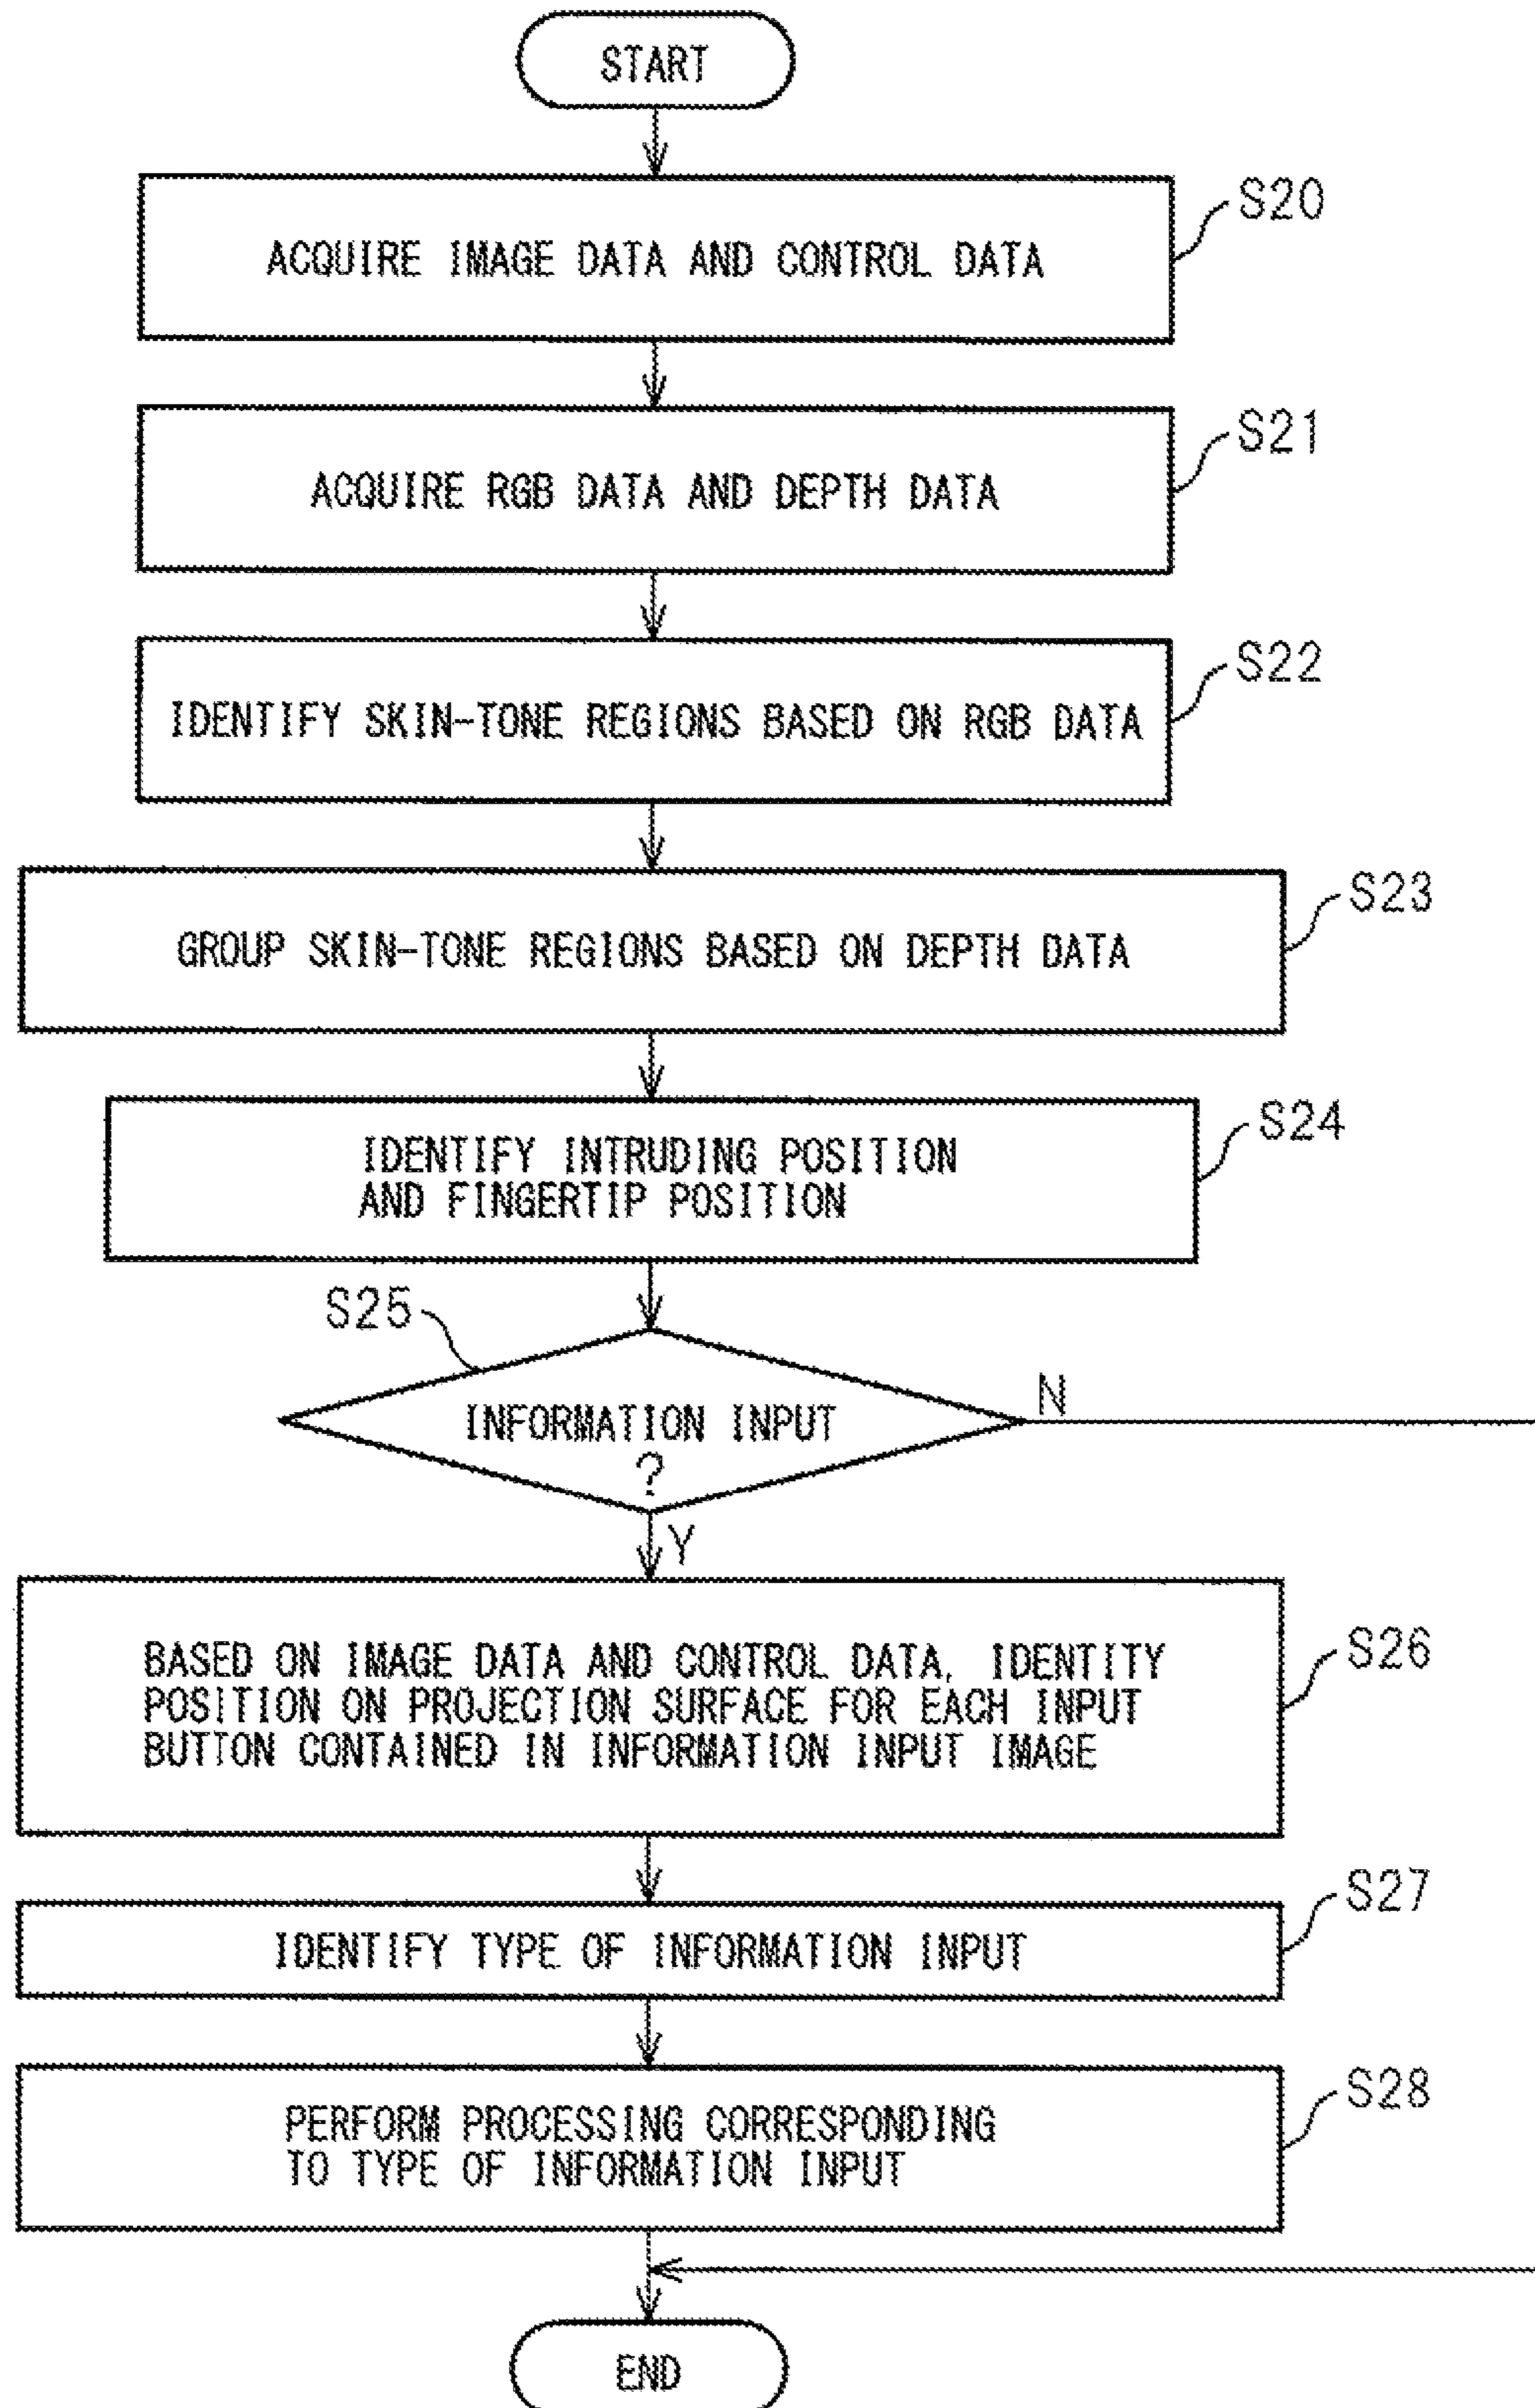 START
ACQUIRE IMAGE DATA AND CONTROL DATA
S20
ACQUIRE RGB DATA AND DEPTH DATA
S21
IDENTIFY SKIN-TONE REGIONS BASED ON RGB DATA
S22
GROUP SKIN-TONE REGIONS BASED ON DEPTH DATA
S23
IDENTIFY INTRUDING POSITION
AND FINGERTIP POSITION
S24
S25
INFORMATION INPUT
?
N
Y
BASED ON IMAGE DATA AND CONTROL DATA, IDENTITY
POSITION ON PROJECTION SURFACE FOR EACH INPUT
BUTTON CONTAINED IN INFORMATION INPUT IMAGE
S26
IDENTIFY TYPE OF INFORMATION INPUT
S27
PERFORM PROCESSING CORRESPONDING
TO TYPE OF INFORMATION INPUT
S28
END